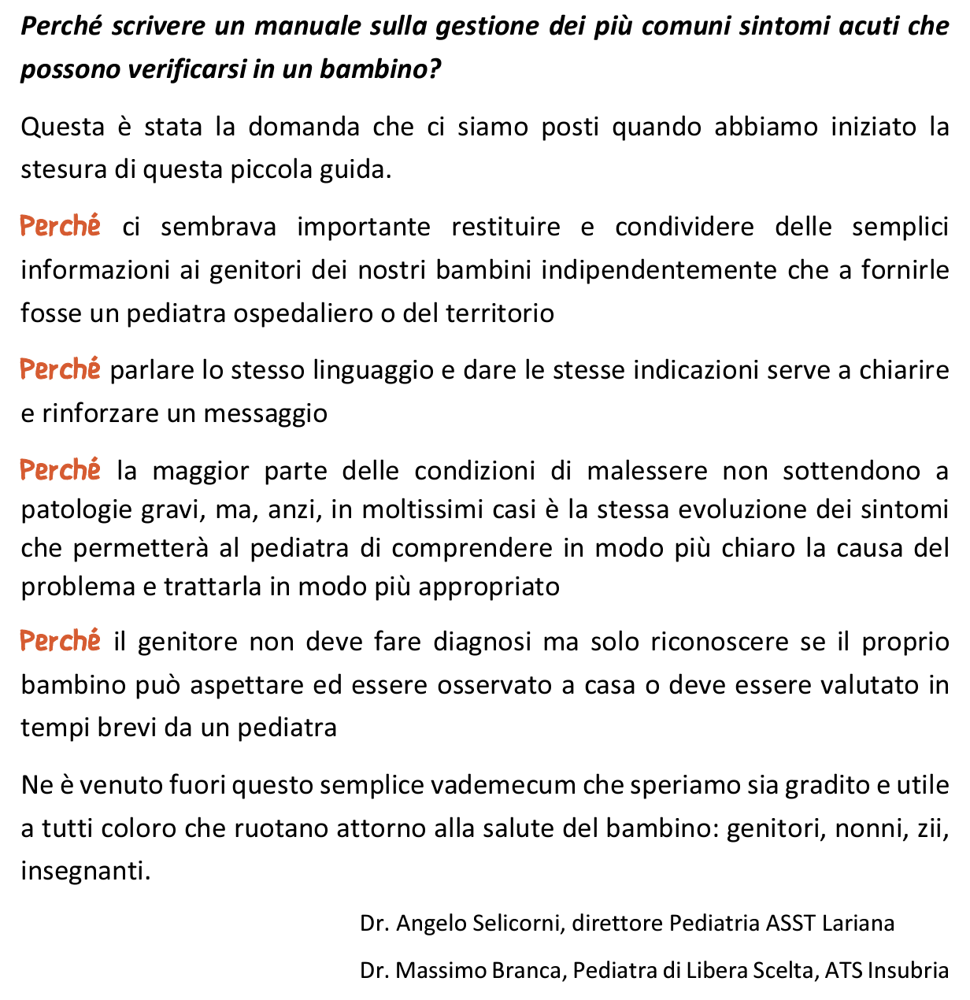 Perché scrivere un manuale sulla gestione dei più comuni sintomi acuti che
possono verificarsi in un bambino?
Questa è stata la domanda che ci siamo posti quando abbiamo iniziato la
stesura di questa piccola guida.
Perché ci sembrava importante restituire e condividere delle semplici
informazioni ai genitori dei nostri bambini indipendentemente che a fornirle
fosse un pediatra ospedaliero o del territorio
Perché parlare lo stesso linguaggio e dare le stesse indicazioni serve a chiarire
e rinforzare un messaggio
Perché la maggior parte delle condizioni di malessere non sottendono a
patologie gravi, ma, anzi, in moltissimi casi è la stessa evoluzione dei sintomi
che permetterà al pediatra di comprendere in modo più chiaro la causa del
problema e trattarla in modo più appropriato
Perché il genitore non deve fare diagnosi ma solo riconoscere se il proprio
bambino può aspettare ed essere osservato a casa o deve essere valutato in
tempi brevi da un pediatra
Ne è venuto fuori questo semplice vademecum che speriamo sia gradito e utile
a tutti coloro che ruotano attorno alla salute del bambino: genitori, nonni, zii,
insegnanti.
Dr. Angelo Selicorni, direttore Pediatria ASST Lariana
Dr. Massimo Branca, Pediatra di Libera Scelta, ATS Insubria